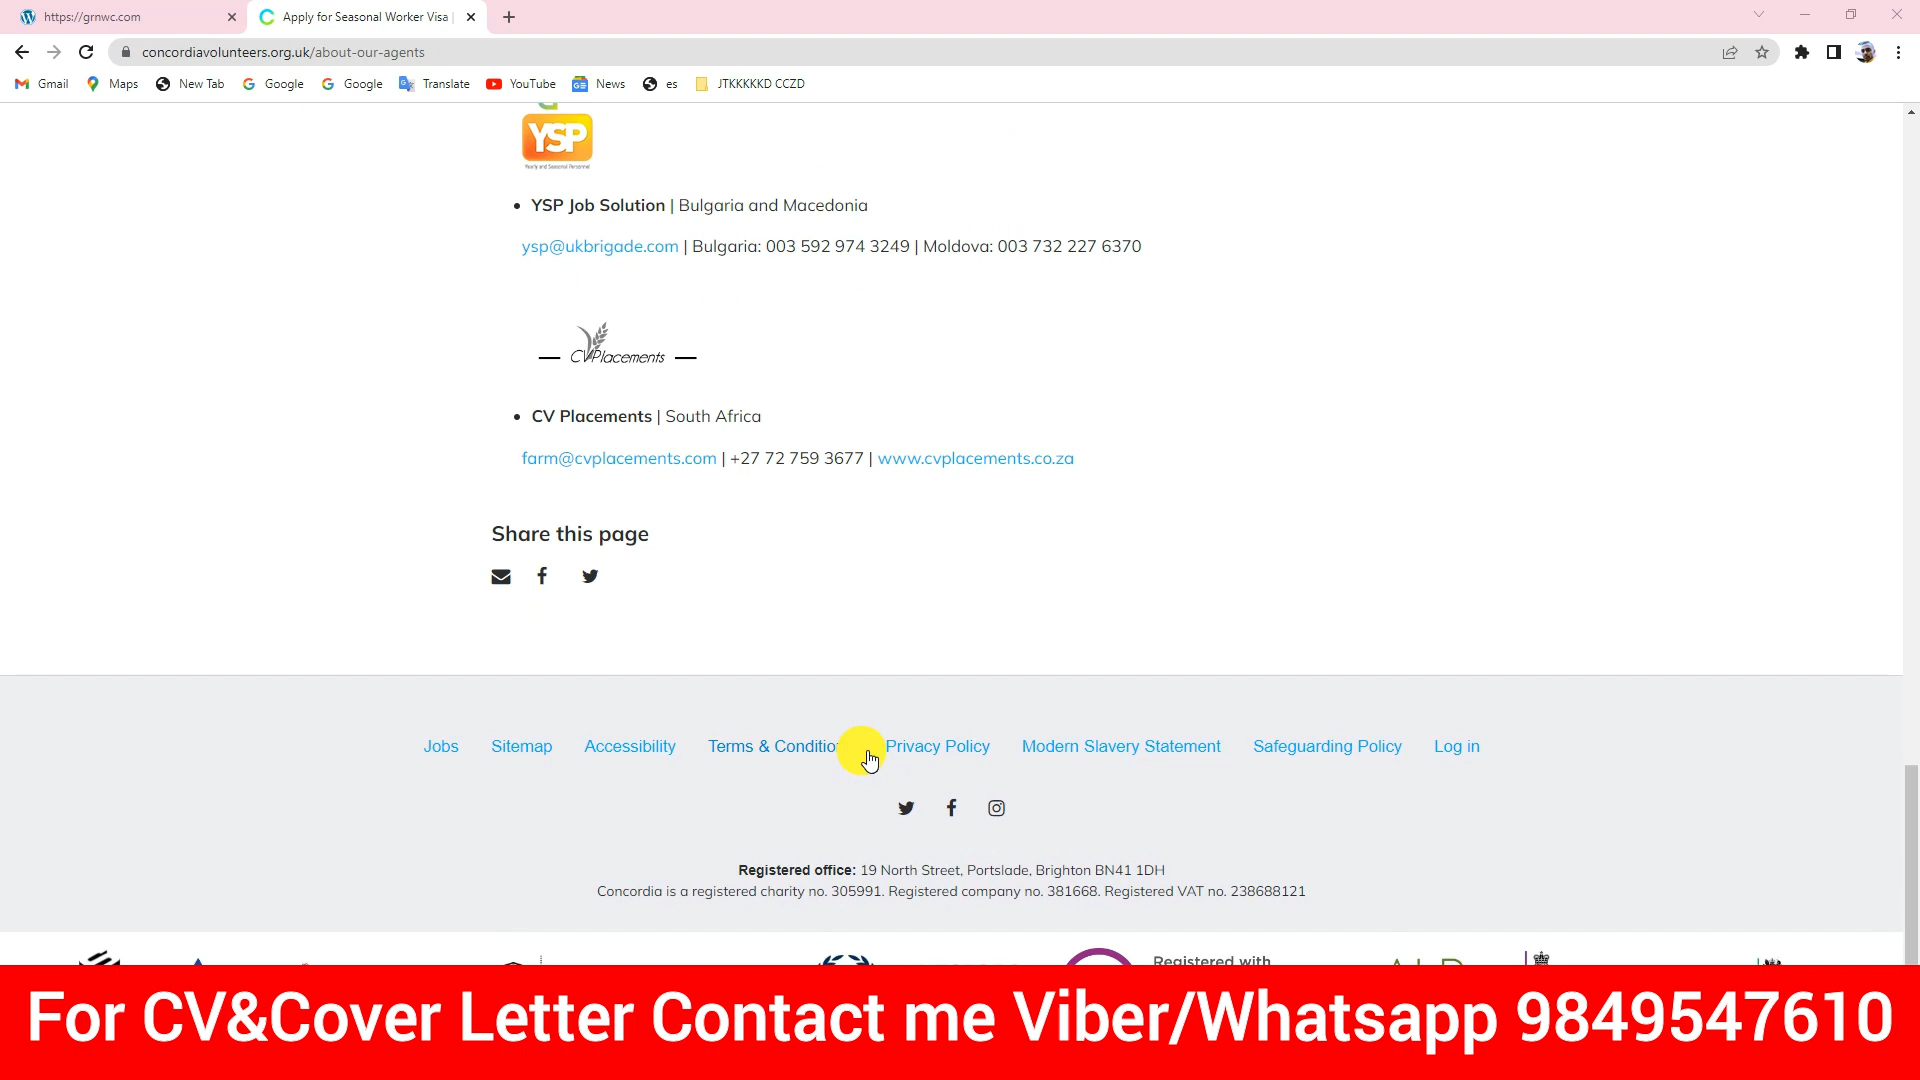 https://grnwc.com
Apply for Seasonal Worker Visa |
concordiavolunteers.org.uk/about-our-agents
Gmail Maps New Tab Google Google Translate YouTube News es JTKKKKKD CCZD
YSP
Yearly and Seasonal Personnel
• YSP Job Solution | Bulgaria and Macedonia
ysp@ukbrigade.com | Bulgaria: 003 592 974 3249 | Moldova: 003 732 227 6370
CVPlacements
• CV Placements | South Africa
farm@cvplacements.com | +27 72 759 3677 | www.cvplacements.co.za
Share this page
Jobs Sitemap Accessibility Terms & Condition Privacy Policy Modern Slavery Statement Safeguarding Policy Log in
Registered office: 19 North Street, Portslade, Brighton BN41 1DH
Concordia is a registered charity no. 305991. Registered company no. 381668. Registered VAT no. 238688121
Registered with
For CV&Cover Letter Contact me Viber/Whatsapp 9849547610